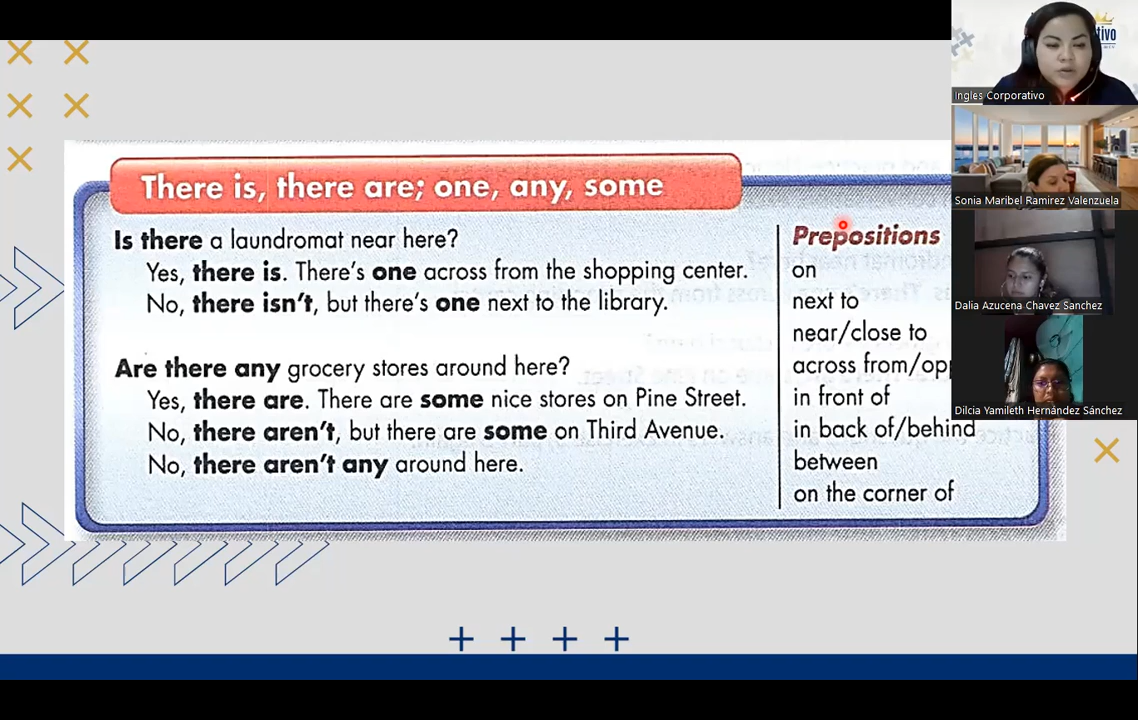 There is, there are; one, any, some
Is there a laundromat near here?
Yes, there is. There's one across from the shopping center.
No, there isn't, but there's one next to the library.
Are there any grocery stores around here?
Yes, there are. There are some nice stores on Pine Street.
No, there aren't, but there are some on Third Avenue.
No, there aren't any around here.
Prepositions
on
next to
near/close to
across from/opp
in front of
in back of/behind
between
on the corner of
tivo
Ingles Corporativo
Sonia Maribel Ramirez Valenzuela
Dalia Azucena Chavez Sanchez
Dilcia Yamileth Hernández Sánchez